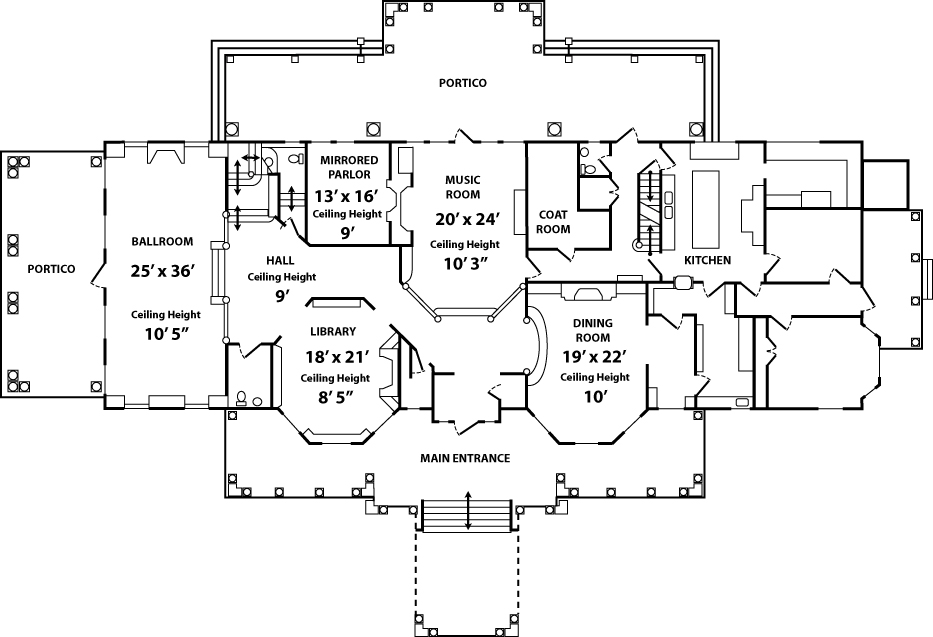 PORTICO
MIRRORED
PARLOR
13’ x 16’
Ceiling Height
9’
MUSIC
ROOM
20’ x 24’
Ceiling Height
10’ 3”
COAT
ROOM
KITCHEN
BALLROOM
25’ x 36’
Ceiling Height
10’ 5”
PORTICO
HALL
Ceiling Height
9’
LIBRARY
18’ x 21’
Ceiling Height
8’ 5”
DINING
ROOM
19’ x 22’
Ceiling Height
10’
MAIN ENTRANCE